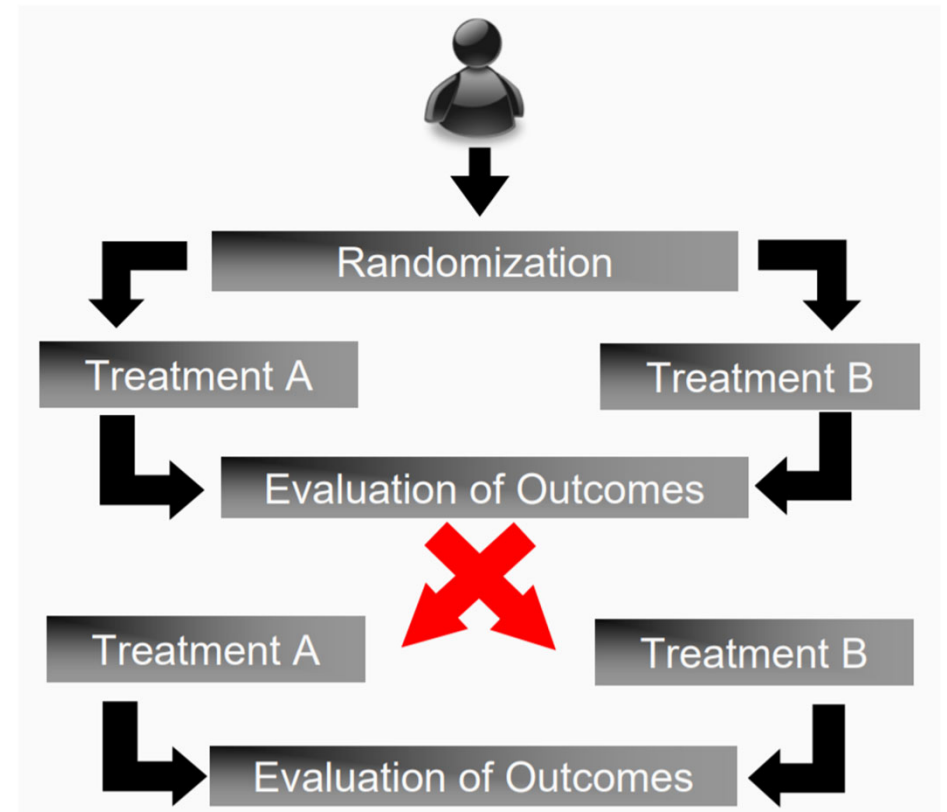 Randomization
Treatment A
Treatment B
Evaluation of Outcomes
Treatment A
Treatment B
Evaluation of Outcomes